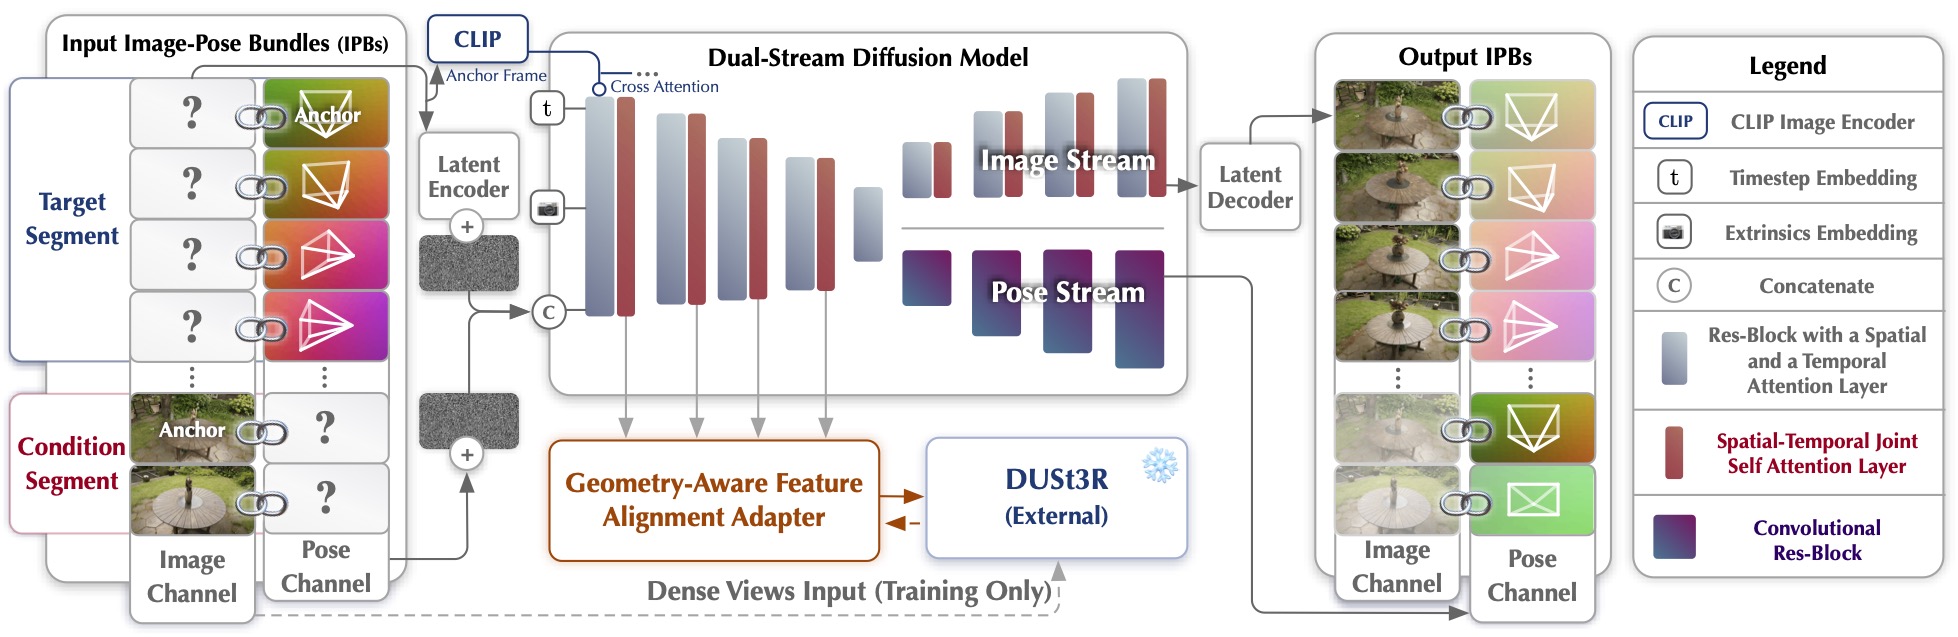 Input Image-Pose Bundles (IPBs)
Target
Segment
?
?
?
?
Anchor
Condition
Segment
Anchor
?
?
Image
Channel
Pose
Channel
CLIP
Anchor Frame
Cross Attention
Latent
Encoder
+
+
t
C
Dual-Stream Diffusion Model
Image Stream
Pose Stream
Geometry-Aware Feature
Alignment Adapter
DUSt3R
(External)
Dense Views Input (Training Only)
Latent
Decoder
Output IPBs
Image
Channel
Pose
Channel
Legend
CLIP
CLIP Image Encoder
t
Timestep Embedding
Extrinsics Embedding
C
Concatenate
Res-Block with a Spatial
and a Temporal
Attention Layer
Spatial-Temporal Joint
Self Attention Layer
Convolutional
Res-Block